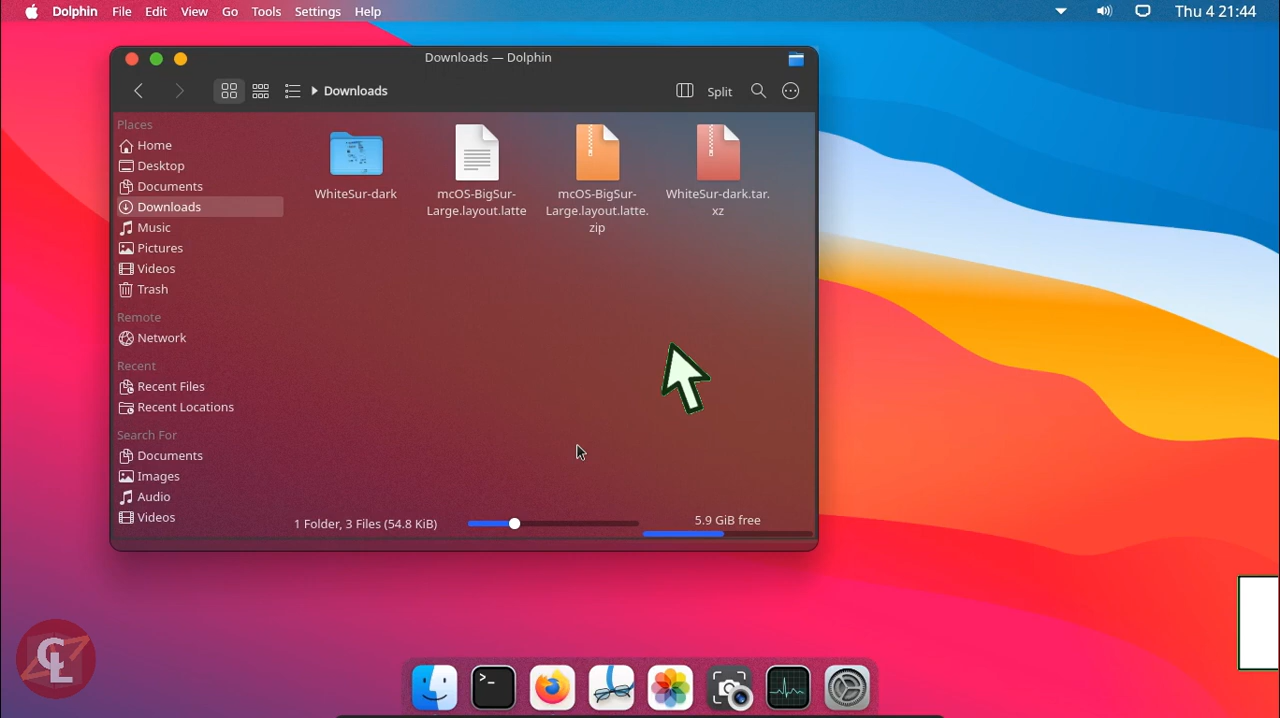 Dolphin File Edit View Go Tools Settings Help Thu 4 21:44
Downloads — Dolphin
Downloads Split
Places
Home
Desktop
Documents
Downloads
Music
Pictures
Videos
Trash
Remote
Network
Recent
Recent Files
Recent Locations
Search For
Documents
Images
Audio
Videos
WhiteSur-dark
mcOS-BigSur-
Large.layout.latte
mcOS-BigSur-
Large.layout.latte.
zip
WhiteSur-dark.tar.
xz
1 Folder, 3 Files (54.8 KiB)
5.9 GiB free
CL
>_